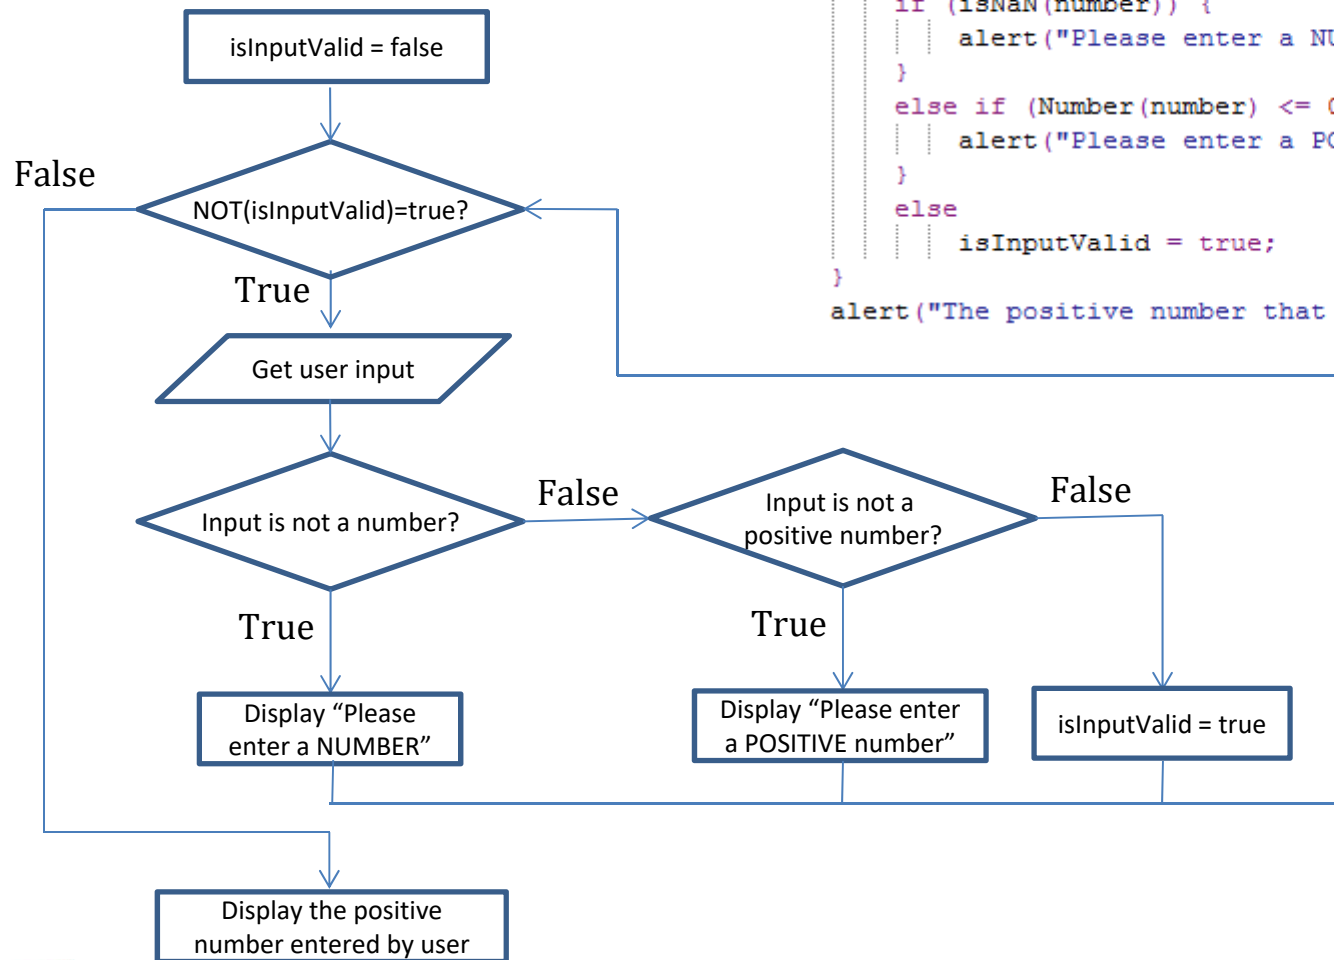 isInputValid = false
False
NOT(isInputValid)=true?
True
Get user input
Input is not a number?
False
Input is not a
positive number?
False
True
True
Display “Please
enter a NUMBER”
Display “Please enter
a POSITIVE number”
isInputValid = true
Display the positive
number entered by user
if (isNaN(number)) {
alert("Please enter a
}
else if (Number(number) <=
alert("Please enter a
}
else
isInputValid = true;
}
alert("The positive number that